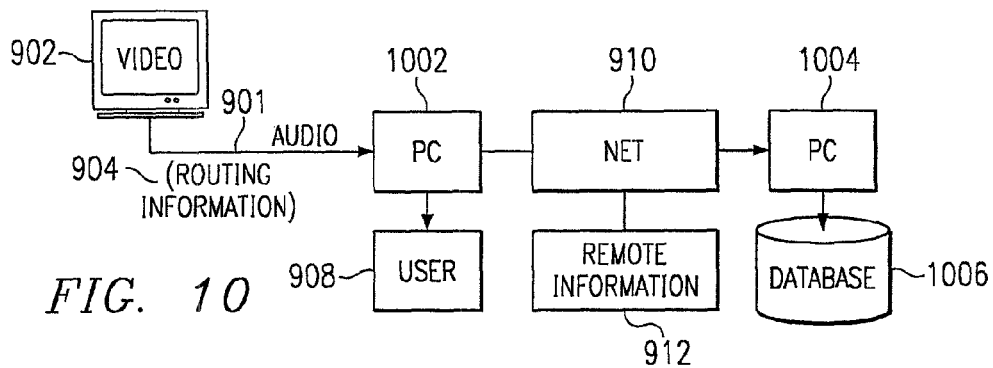 902
VIDEO
901
AUDIO
904
(ROUTING
INFORMATION)
1002
PC
910
NET
1004
PC
908
USER
REMOTE
INFORMATION
912
DATABASE
1006
FIG. 10